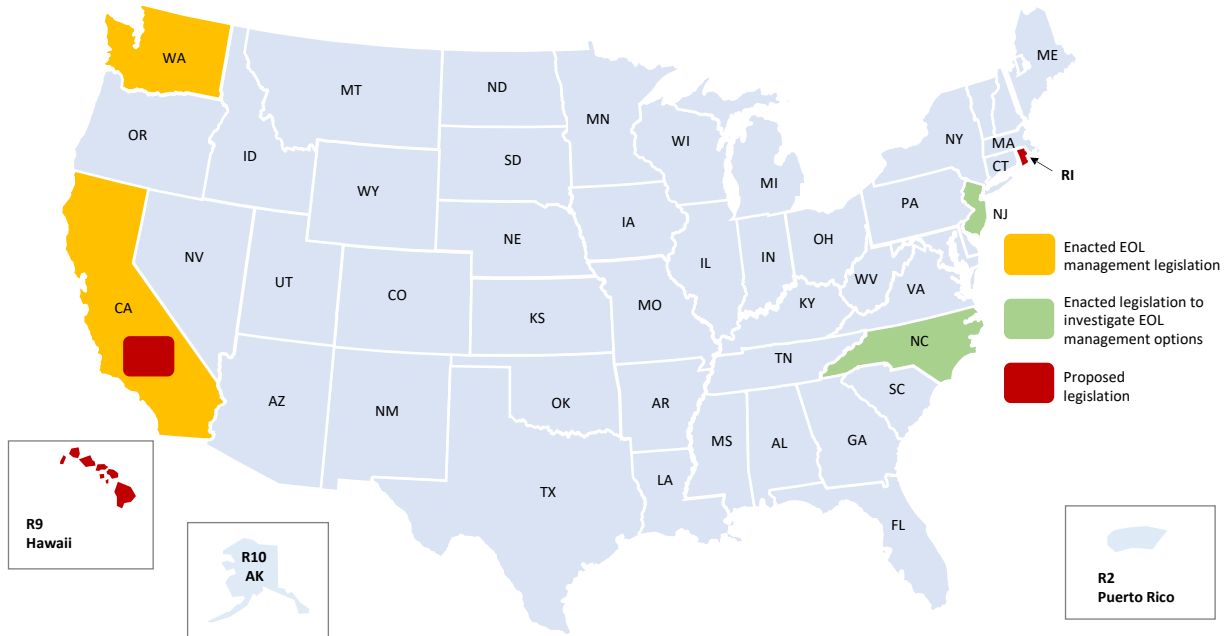 WA
MT
ND
MN
ME
OR
ID
SD
WI
NY
MA
CT
RI
WY
MI
IA
PA
NJ
NE
NV
UT
CO
IL
IN
OH
WV
VA
CA
KS
MO
KY
NC
TN
AZ
NM
OK
AR
SC
MS
AL
GA
TX
LA
FL
Enacted EOL
management legislation
Enacted legislation to
investigate EOL
management options
Proposed
legislation
R9
Hawaii
R10
AK
R2
Puerto Rico